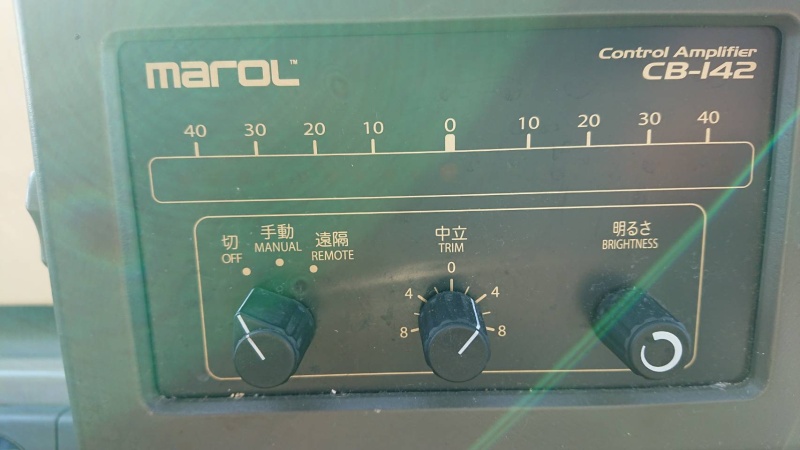 marol™
Control Amplifier
CB-142
40 30 20 10 0 10 20 30 40
切
OFF
手動
MANUAL
遠隔
REMOTE
中立
TRIM
0
4 4
8 8
明るさ
BRIGHTNESS